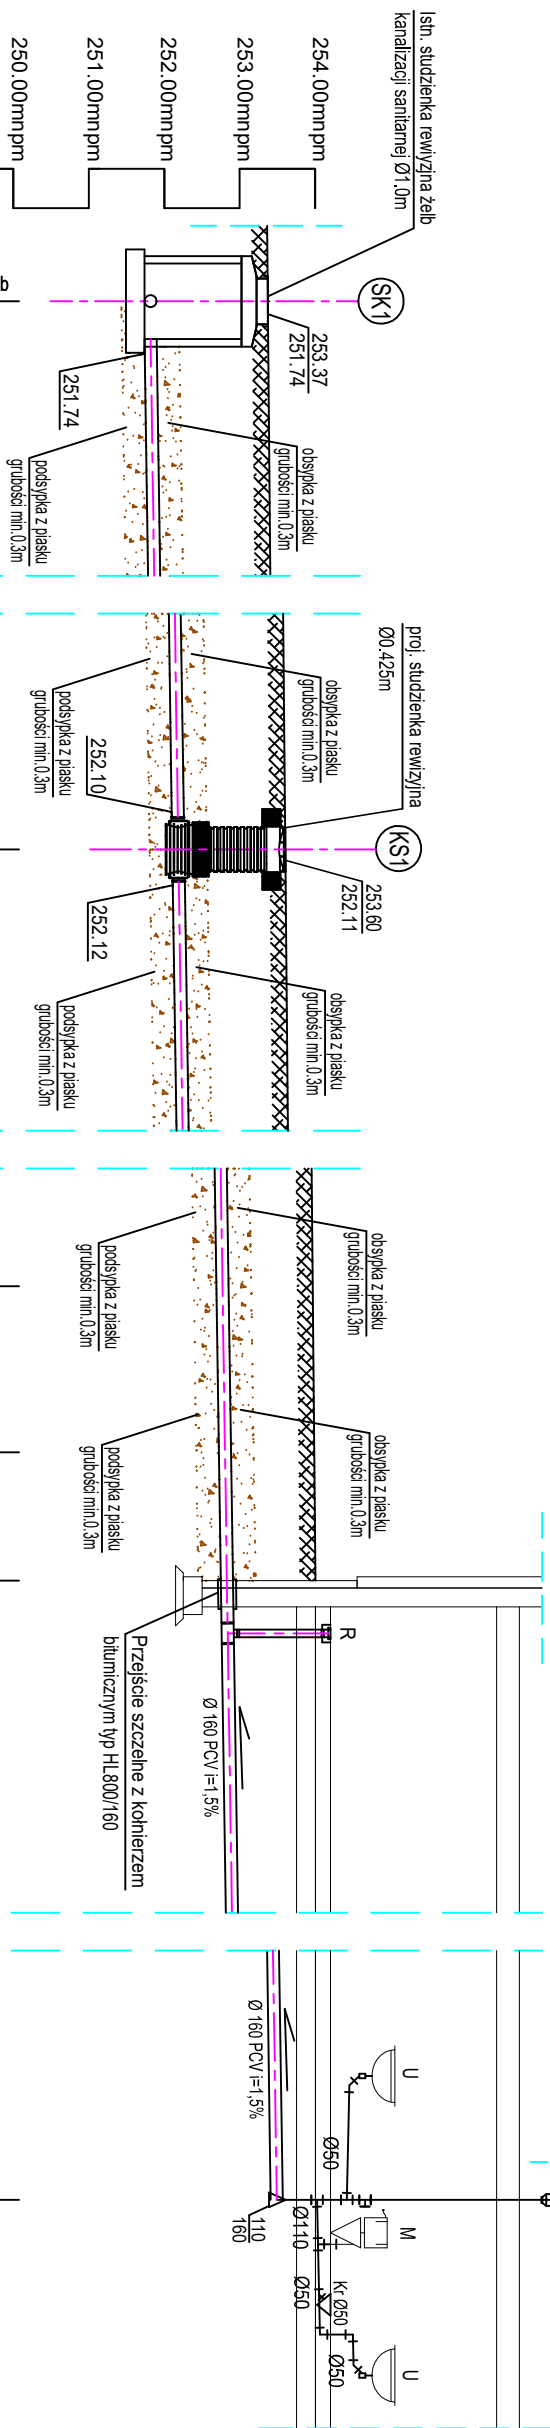 Istn. studzienka rewiyzjna żelb
kanalizacji sanitarnej Ø1.0m
254.00mnpm
253.00mnpm
252.00mnpm
251.00mnpm
250.00mnpm
b
SK1
253.37
251.74
251.74
obsypka z piasku
grubości min.0.3m
podsypka z piasku
grubości min.0.3m
proj. studzienka rewizyjna
Ø0.425m
KS1
253.60
252.11
obsypka z piasku
grubości min.0.3m
podsypka z piasku
grubości min.0.3m
252.10
252.12
obsypka z piasku
grubości min.0.3m
podsypka z piasku
grubości min.0.3m
obsypka z piasku
grubości min.0.3m
podsypka z piasku
grubości min.0.3m
obsypka z piasku
grubości min.0.3m
podsypka z piasku
grubości min.0.3m
R
Przejście szczelne z kołnierzem
bitumicznym typ HL800/160
Ø 160 PCV i=1,5%
Ø 160 PCV i=1,5%
U
Ø50
110
160
M
Ø110
Kr Ø50
Ø50
Ø50
U